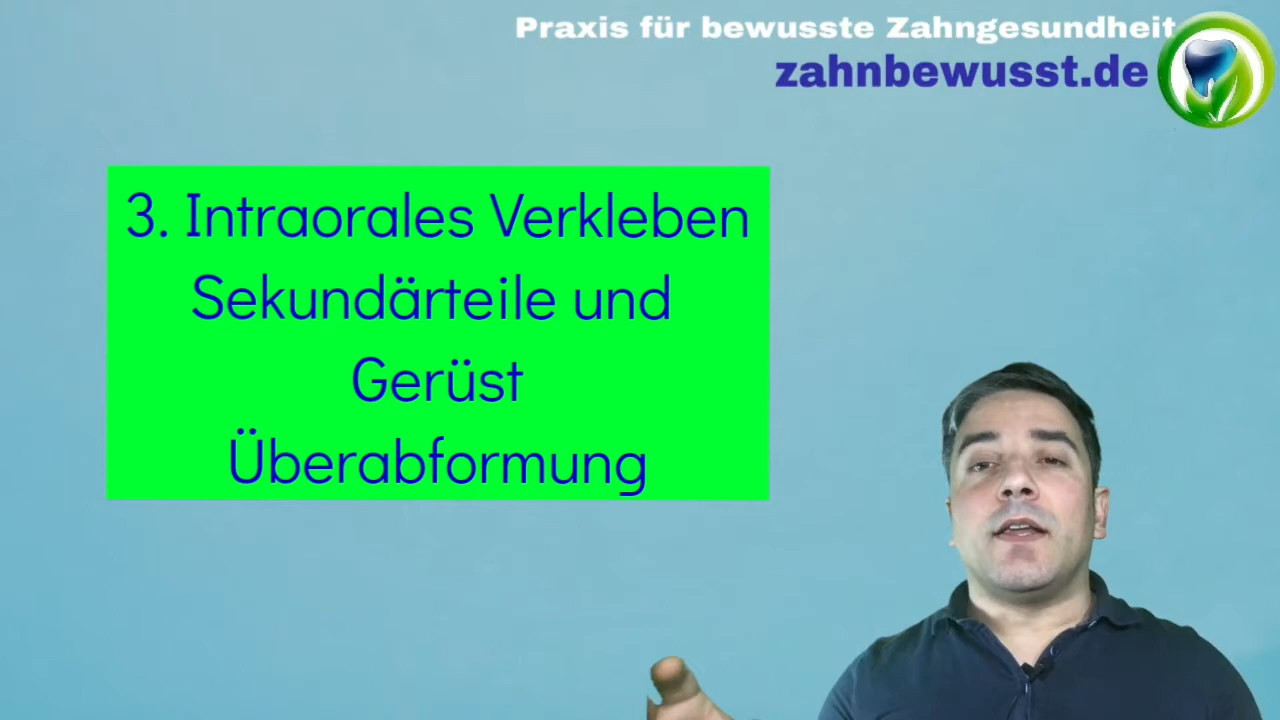 Praxis für bewusste Zahngesundheit
zahnbewusst.de
3. Intraorales Verkleben
Sekundärteile und
Gerüst
Überabformung